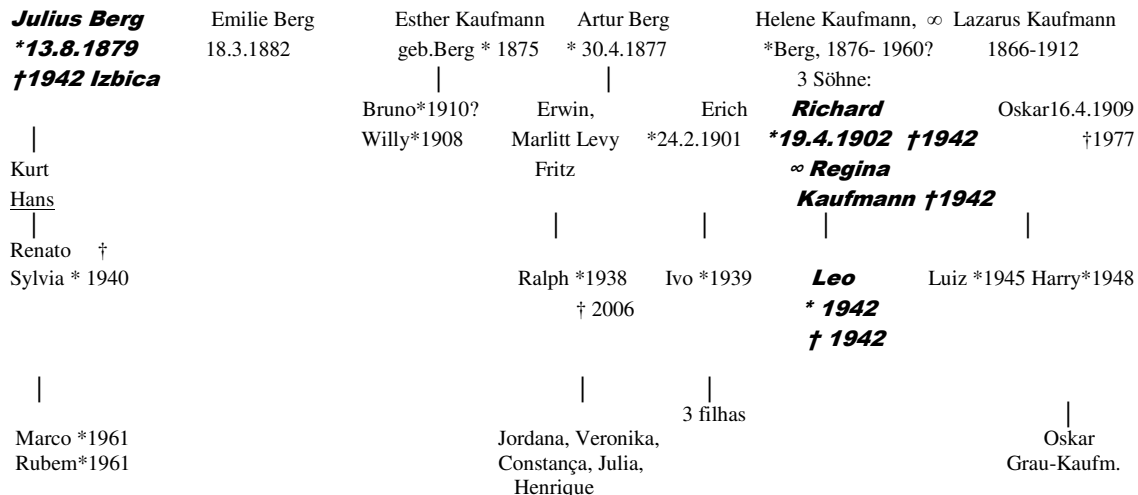 Julius Berg Emilie Berg Esther Kaufmann Artur Berg Helene Kaufmann, ∞ Lazarus Kaufmann
*13.8.1879 18.3.1882 geb.Berg * 1875 * 30.4.1877 *Berg, 1876- 1960? 1866-1912
†1942 Izbica 3 Söhne:
Bruno*1910? Erwin, Erich Richard Oskar16.4.1909
Willy*1908 Marlitt Levy *24.2.1901 *19.4.1902 †1942 †1977
Kurt Fritz ∞ Regina
Hans Kaufmann †1942
Renato †
Sylvia * 1940 Ralph *1938 Ivo *1939 Leo Luiz *1945 Harry*1948
† 2006 * 1942
† 1942
3 filhas
Marco *1961 Jordana, Veronika, Oskar
Rubem*1961 Constança, Julia, Grau-Kaufm.
Henrique